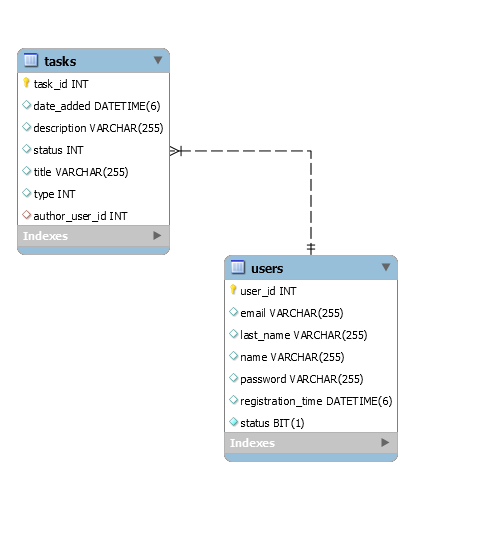 tasks
task_id INT
date_added DATETIME(6)
description VARCHAR(255)
status INT
title VARCHAR(255)
type INT
author_user_id INT
Indexes
users
user_id INT
email VARCHAR(255)
last_name VARCHAR(255)
name VARCHAR(255)
password VARCHAR(255)
registration_time DATETIME(6)
status BIT(1)
Indexes